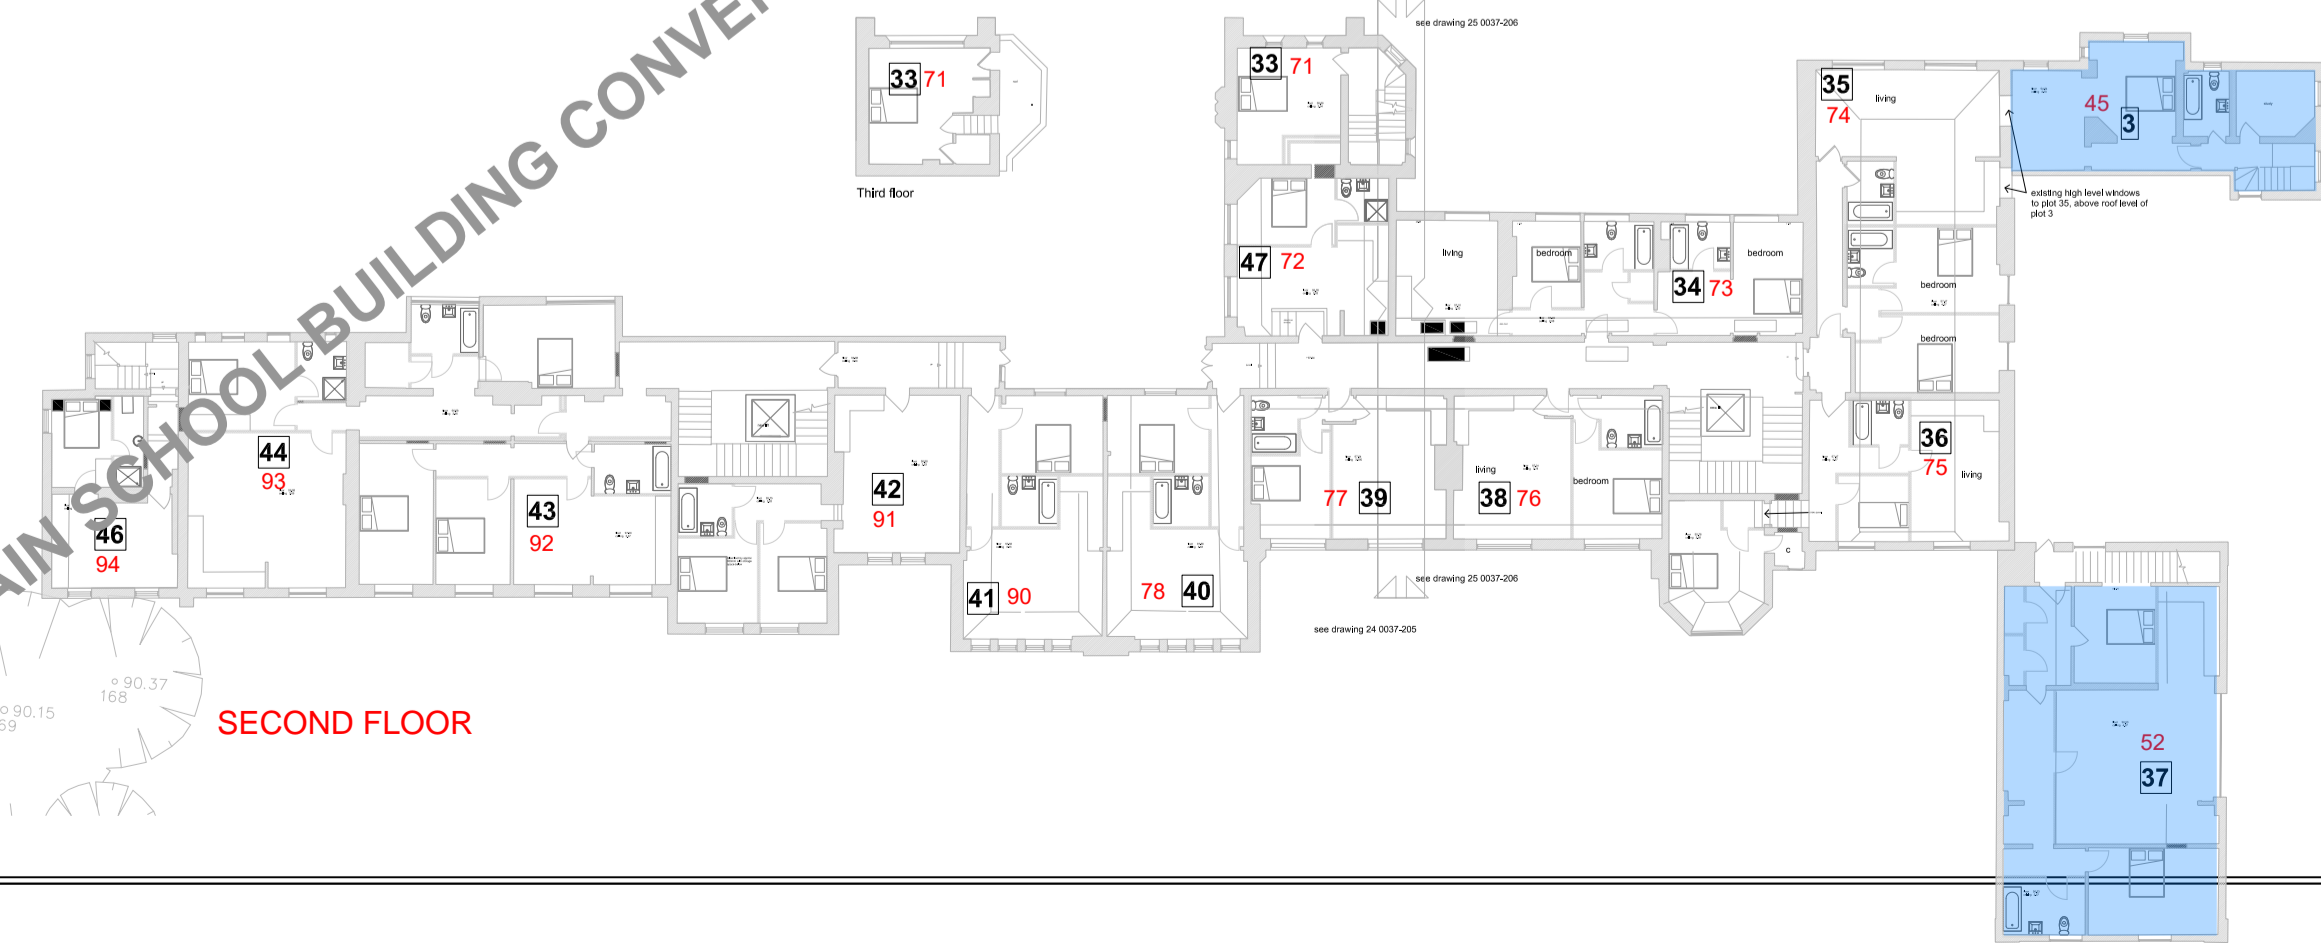 see drawing 25 0037-206
AIN SCHOOL BUILDING CONVE
33 71
Third floor
33 71
35
74
living
45
3
study
existing high level windows
to plot 35, above roof level of
plot 3
47 72
living
bedroom
34 73
bedroom
bedroom
bedroom
44
93
46
94
43
92
42
91
41 90
78 40
77 39
38 76
living
bedroom
36
75
living
C
see drawing 25 0037-206
see drawing 24 0037-205
90.37
168
90.15
69
SECOND FLOOR
52
37